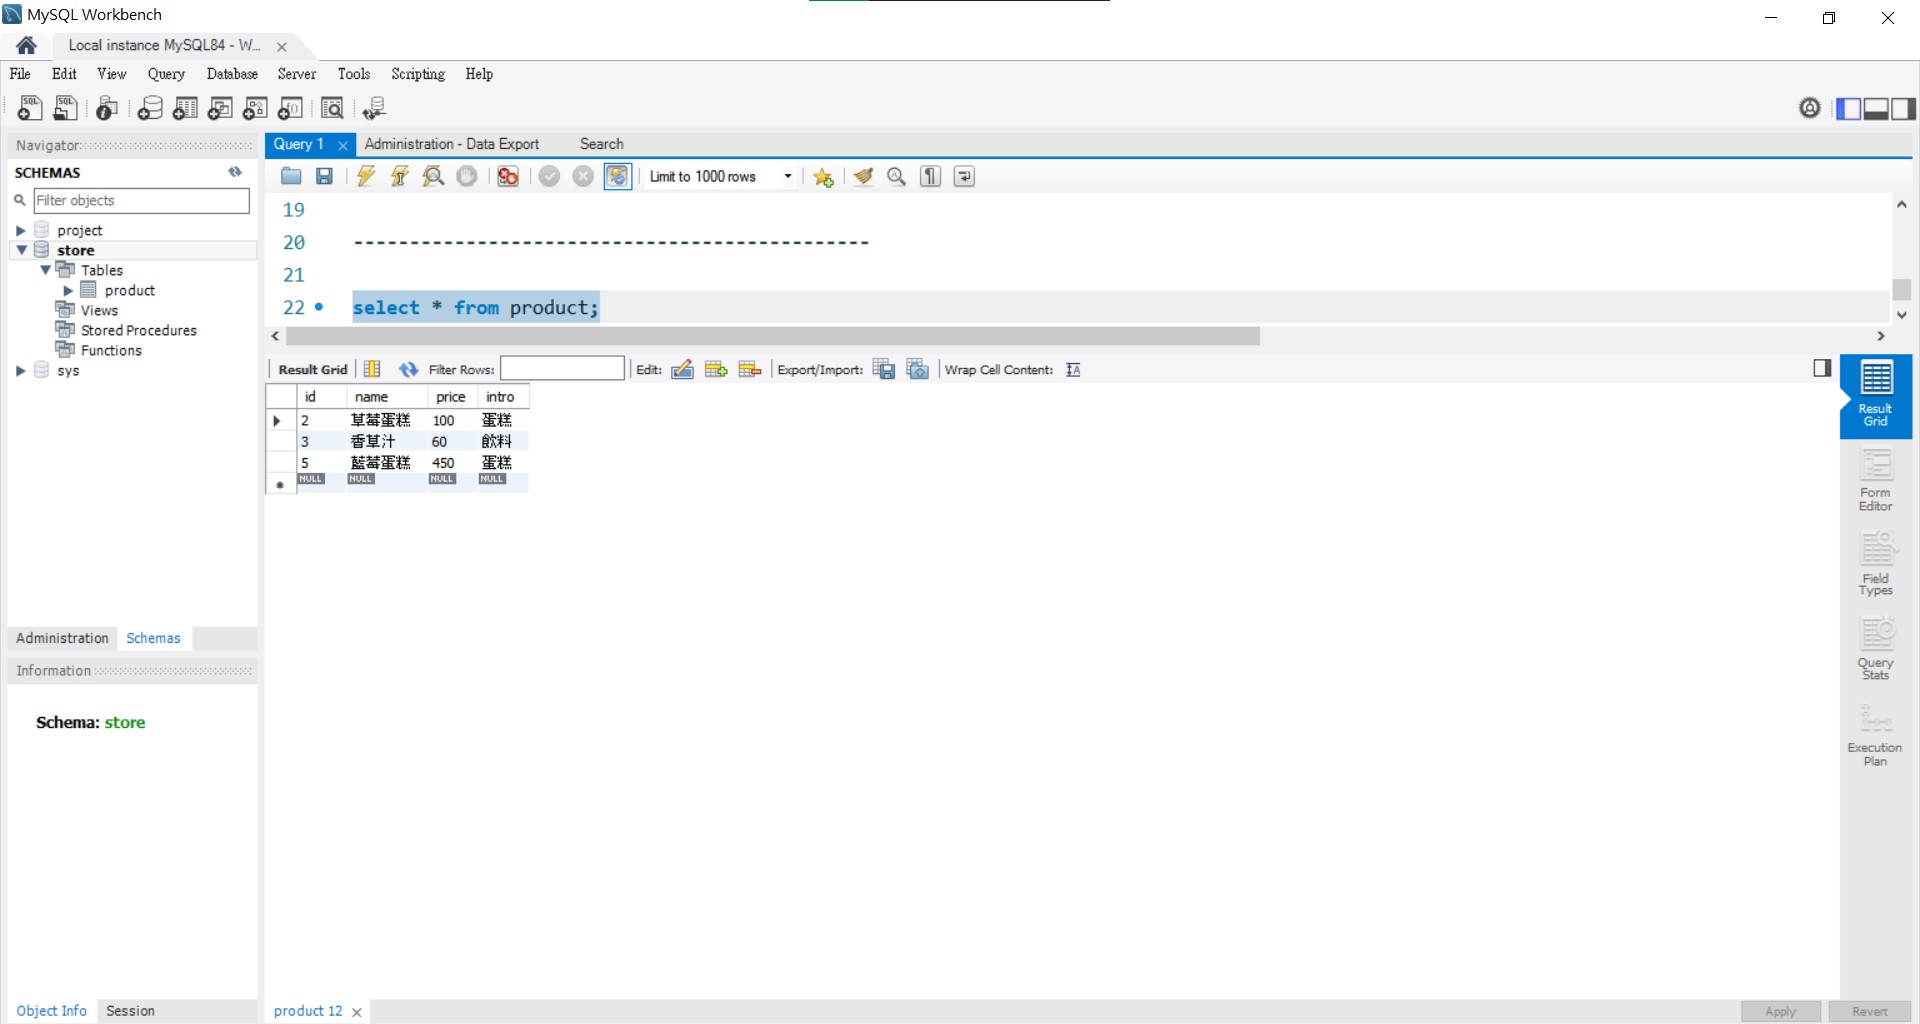 MySQL Workbench
Local instance MySQL84 - W...
File Edit View Query Database Server Tools Scripting Help
Navigator
SCHEMAS
Filter objects
project
store
Tables
product
Views
Stored Procedures
Functions
sys
Administration Schemas
Information
Schema: store
Object Info Session
Query 1 Administration - Data Export Search
Limit to 1000 rows
19
20 ----------------------------------------------
21
22 select * from product;
Result Grid Filter Rows: Edit: Export/Import: Wrap Cell Content:
id name price intro
2 草莓蛋糕 100 蛋糕
3 香草汁 60 飲料
5 藍莓蛋糕 450 蛋糕
NULL NULL NULL NULL
Result
Grid
Form
Editor
Field
Types
Query
Stats
Execution
Plan
product 12
Apply Revert